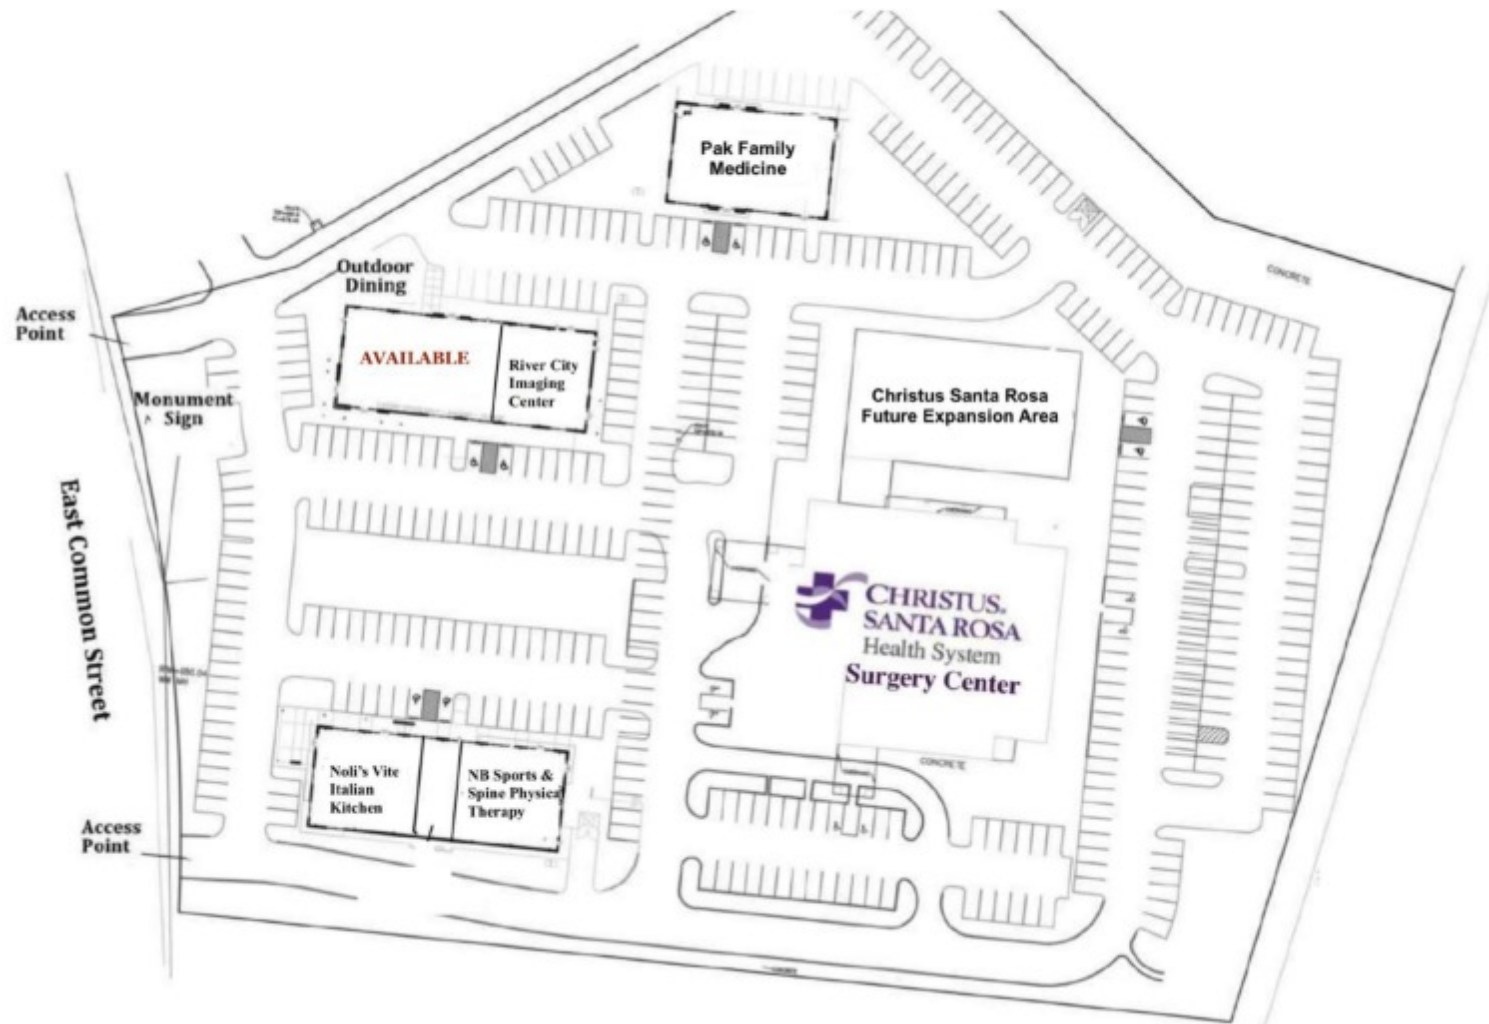 Pak Family
Medicine
Outdoor
Dining
CONCRETE
Access
Point
AVAILABLE
River City
Imaging
Center
Christus Santa Rosa
Future Expansion Area
Monument
Sign
East Common Street
CHRISTUS.
SANTA ROSA
Health System
Surgery Center
CONCRETE
Noli's Vite
Italian
Kitchen
NB Sports &
Spine Physical
Therapy
Access
Point